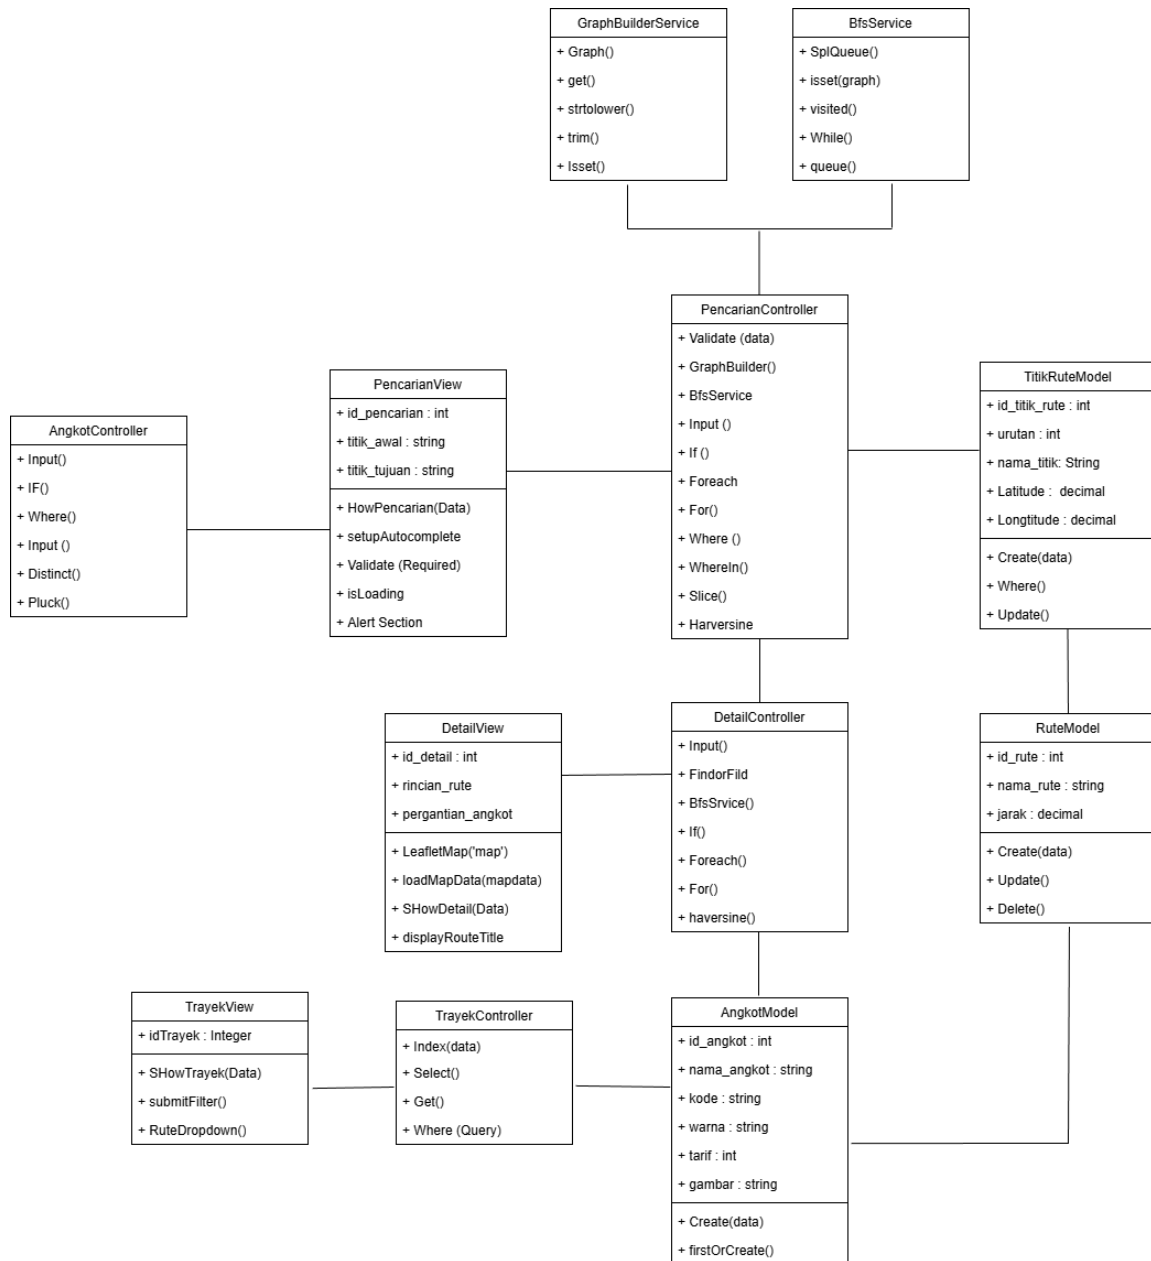 GraphBuilderService
+ Graph()
+ get()
+ strtolower()
+ trim()
+ Isset()
BfsService
+ SplQueue()
+ isset(graph)
+ visited()
+ While()
+ queue()
PencarianController
+ Validate (data)
+ GraphBuilder()
+ BfsService
+ Input ()
+ If ()
+ Foreach
+ For()
+ Where ()
+ WhereIn()
+ Slice()
+ Harversine
PencarianView
+ id_pencarian : int
+ titik_awal : string
+ titik_tujuan : string
+ HowPencarian(Data)
+ setupAutocomplete
+ Validate (Required)
+ isLoading
+ Alert Section
AngkotController
+ Input()
+ IF()
+ Where()
+ Input ()
+ Distinct()
+ Pluck()
TitikRuteModel
+ id_titik_rute : int
+ urutan : int
+ nama_titik: String
+ Latitude : decimal
+ Longtitude : decimal
+ Create(data)
+ Where()
+ Update()
DetailView
+ id_detail : int
+ rincian_rute
+ pergantian_angkot
+ LeafletMap('map')
+ loadMapData(mapdata)
+ SHowDetail(Data)
+ displayRouteTitle
DetailController
+ Input()
+ FindorFild
+ BfsSrvice()
+ If()
+ Foreach()
+ For()
+ haversine()
RuteModel
+ id_rute : int
+ nama_rute : string
+ jarak : decimal
+ Create(data)
+ Update()
+ Delete()
TrayekView
+ idTrayek : Integer
+ SHowTrayek(Data)
+ submitFilter()
+ RuteDropdown()
TrayekController
+ Index(data)
+ Select()
+ Get()
+ Where (Query)
AngkotModel
+ id_angkot : int
+ nama_angkot : string
+ kode : string
+ warna : string
+ tarif : int
+ gambar : string
+ Create(data)
+ firstOrCreate()